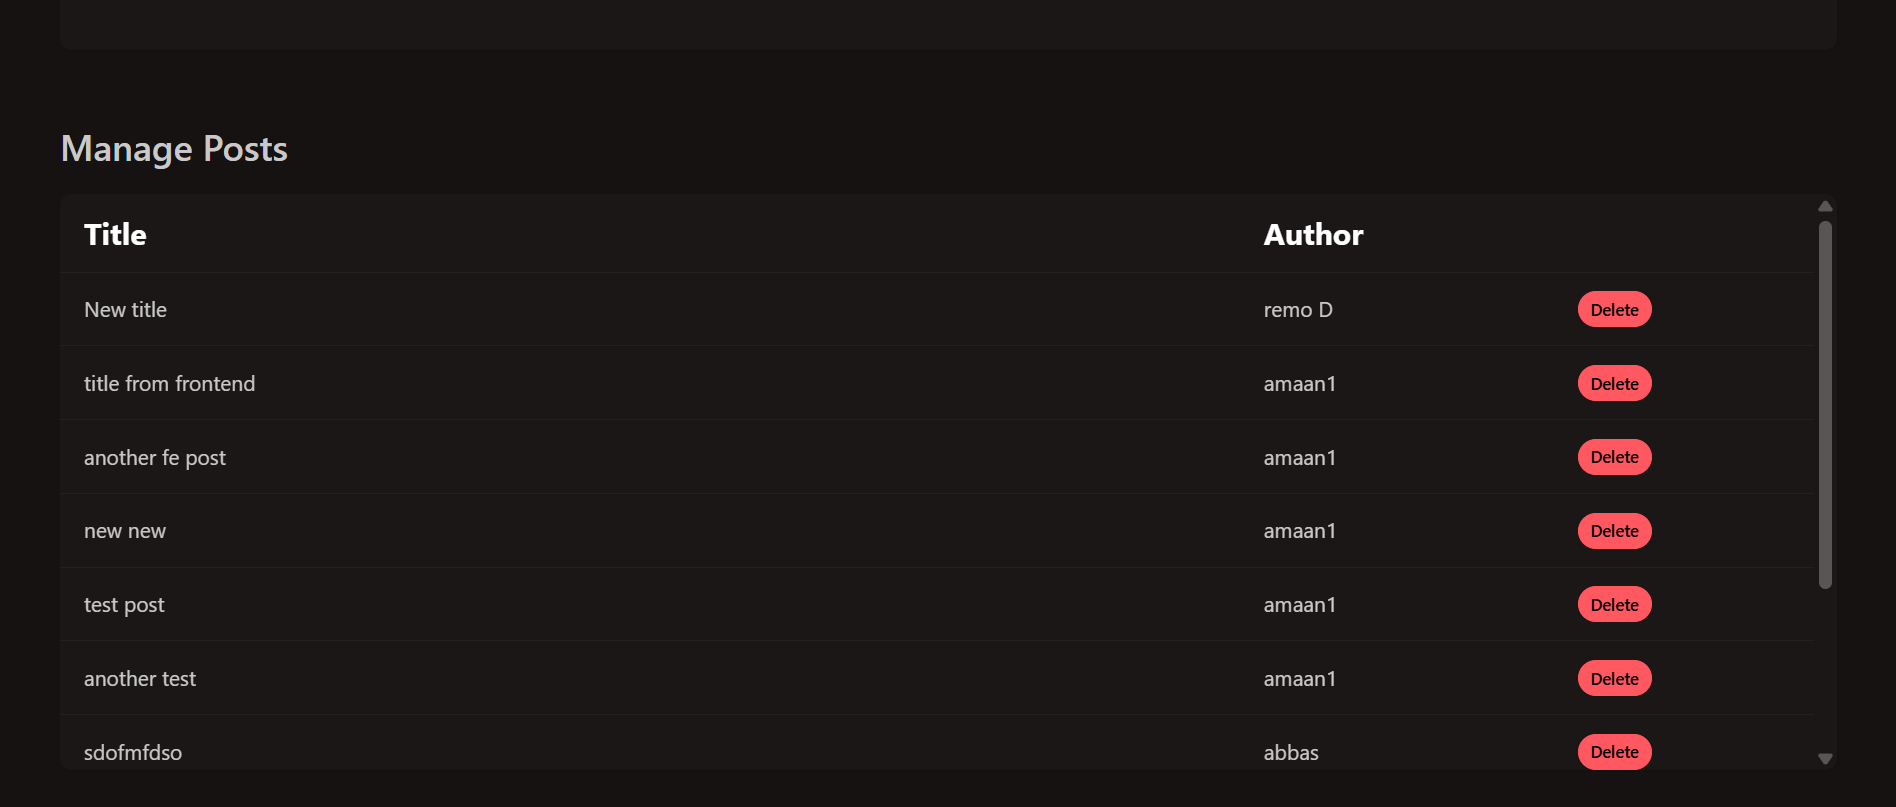 Manage Posts
Title Author
New title remo D Delete
title from frontend amaan1 Delete
another fe post amaan1 Delete
new new amaan1 Delete
test post amaan1 Delete
another test amaan1 Delete
sdofmfdso abbas Delete